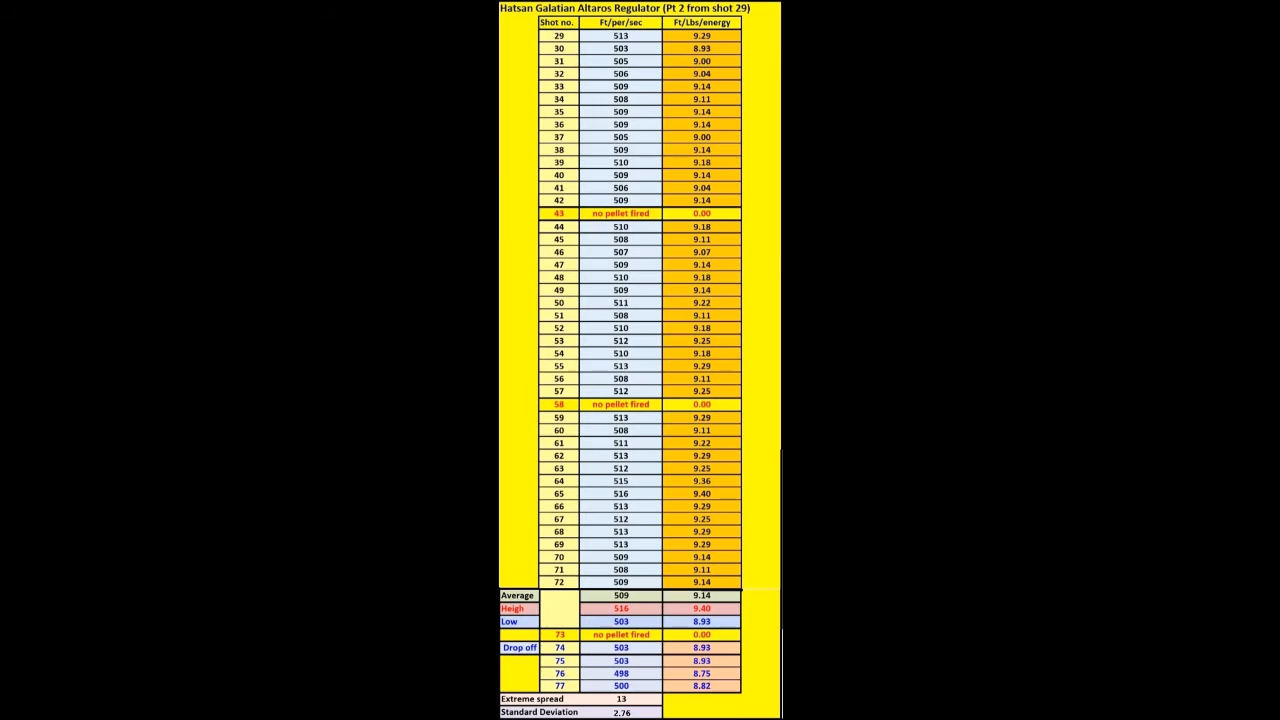 Hatsan Galatian Altaros Regulator (Pt 2 from shot 29)
Shot no. Ft/per/sec Ft/Lbs/energy
29 513 9.29
30 503 8.93
31 505 9.00
32 506 9.04
33 509 9.14
34 508 9.11
35 509 9.14
36 509 9.14
37 505 9.00
38 509 9.14
39 510 9.18
40 509 9.14
41 506 9.04
42 509 9.14
43 no pellet fired 0.00
44 510 9.18
45 508 9.11
46 507 9.07
47 509 9.14
48 510 9.18
49 509 9.14
50 511 9.22
51 508 9.11
52 510 9.18
53 512 9.25
54 510 9.18
55 513 9.29
56 508 9.11
57 512 9.25
58 no pellet fired 0.00
59 513 9.29
60 508 9.11
61 511 9.22
62 513 9.29
63 512 9.25
64 515 9.36
65 516 9.40
66 513 9.29
67 512 9.25
68 513 9.29
69 513 9.29
70 509 9.14
71 508 9.11
72 509 9.14
Average 509 9.14
Heigh 516 9.40
Low 503 8.93
73 no pellet fired 0.00
Drop off 74 503 8.93
75 503 8.93
76 498 8.75
77 500 8.82
Extreme spread 13
Standard Deviation 2.76